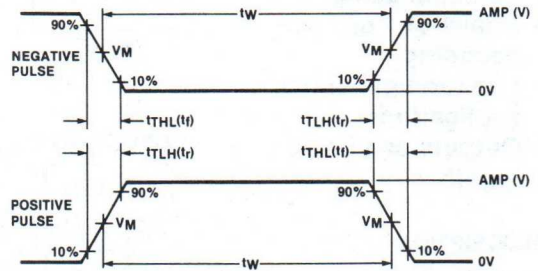 90%
tW
90%
AMP (V)
NEGATIVE
PULSE
VM
VM
10%
10%
0V
tTHL(tf)
tTLH(tr)
tTLH(tr)
tTHL(tf)
90%
90%
AMP (V)
POSITIVE
PULSE
VM
VM
10%
10%
tW
0V